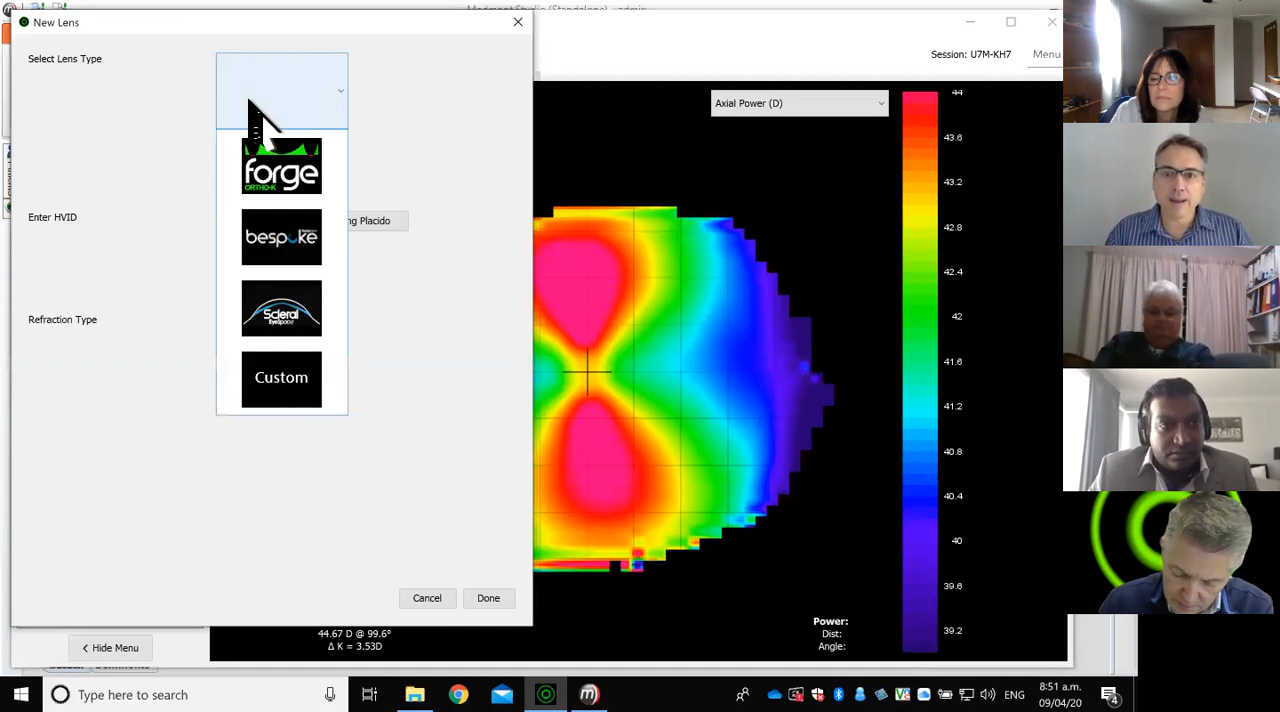 Medmont Studio (Standalone) - admin
New Lens
Select Lens Type
forge
ORTHO-K
bespoke
Scleral
EyeSpace
Custom
Enter HVID
ng Placido
Refraction Type
Cancel
Done
Session: U7M-KH7
Menu
Axial Power (D)
44
43.6
43.2
42.8
42.4
42
41.6
41.2
40.8
40.4
40
39.6
39.2
44.67 D @ 99.6°
Δ K = 3.53D
Power:
Dist:
Angle:
Hide Menu
Type here to search
ENG
8:51 a.m.
09/04/20
4